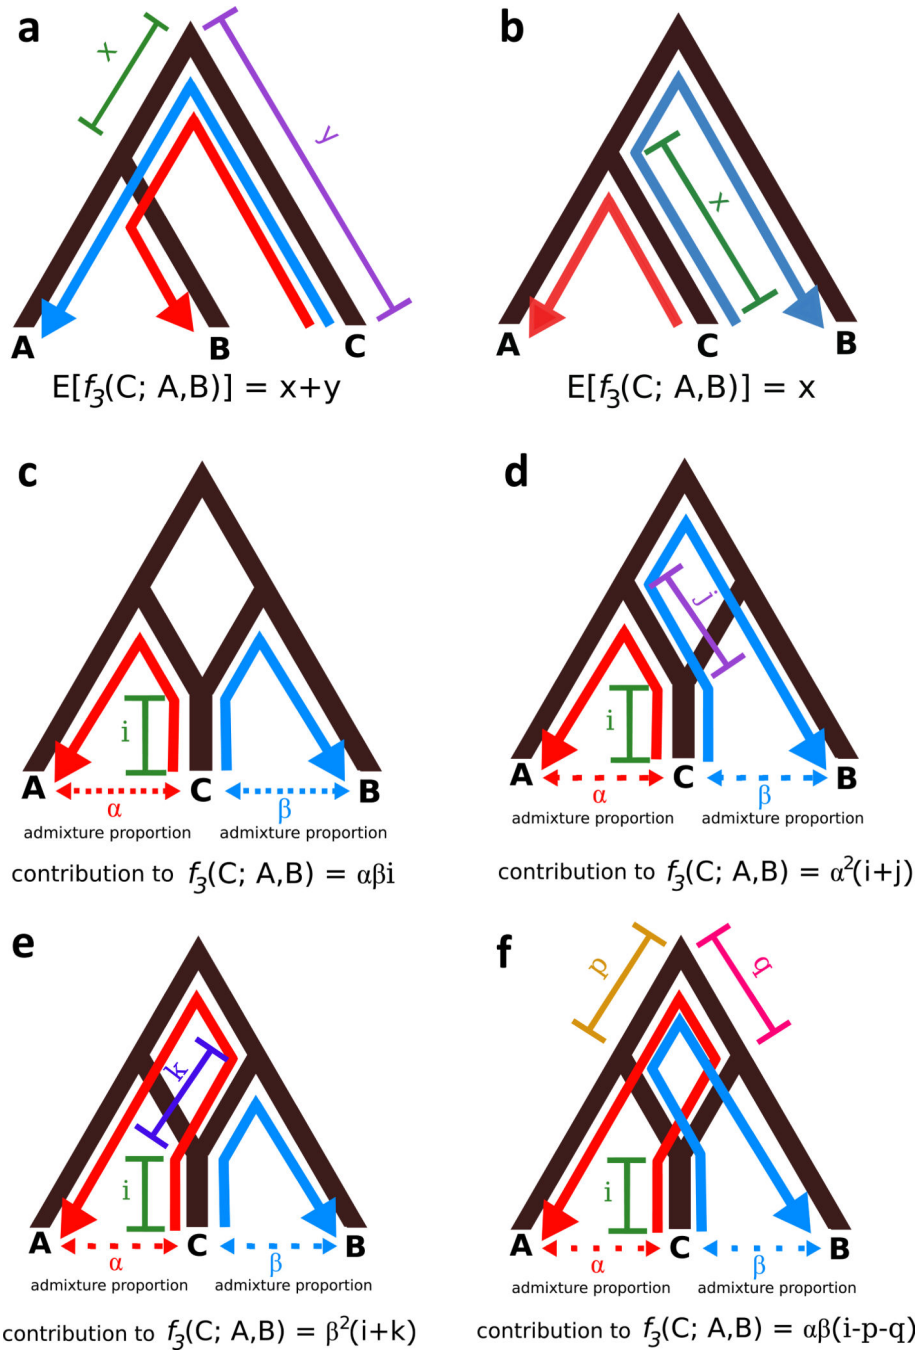 a
x
y
A
B
C
E[f₃(C; A,B)] = x+y
b
x
A
C
B
E[f₃(C; A,B)] = x
c
i
A
C
B
α
β
admixture proportion
admixture proportion
contribution to f₃(C; A,B) = αβi
d
j
i
A
C
B
α
β
admixture proportion
admixture proportion
contribution to f₃(C; A,B) = α²(i+j)
e
k
i
A
C
B
α
β
admixture proportion
admixture proportion
contribution to f₃(C; A,B) = β²(i+k)
f
p
q
i
A
C
B
α
β
admixture proportion
admixture proportion
contribution to f₃(C; A,B) = αβ(i-p-q)